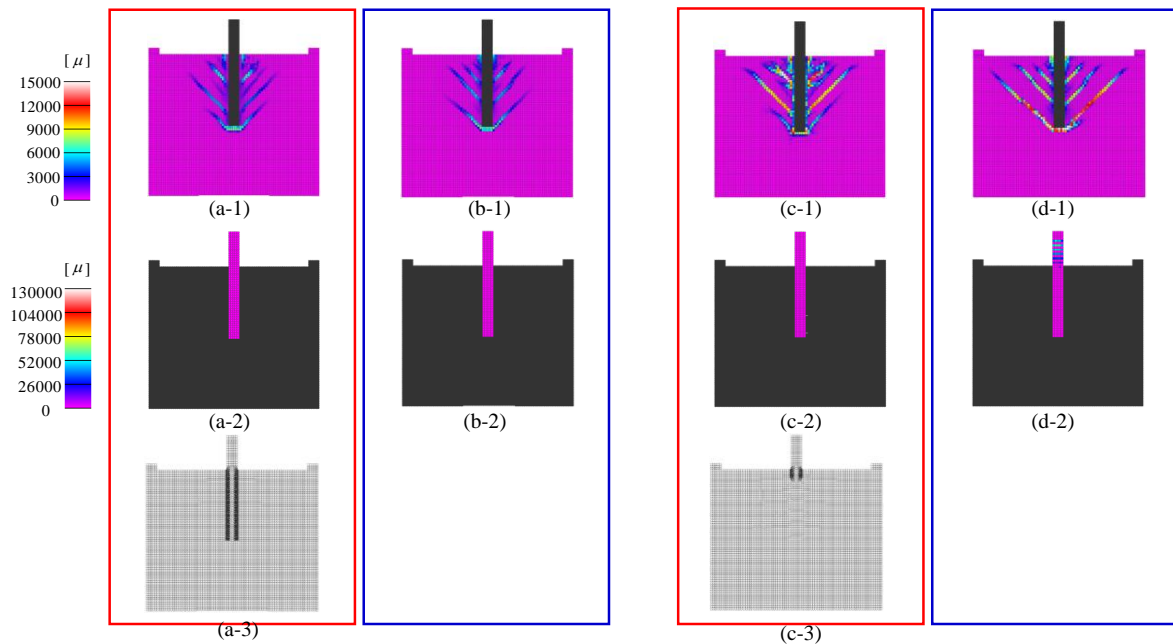 [μ]
15000
12000
9000
6000
3000
0
(a-1)
(b-1)
(c-1)
(d-1)
[μ]
130000
104000
78000
52000
26000
0
(a-2)
(b-2)
(c-2)
(d-2)
(a-3)
(c-3)